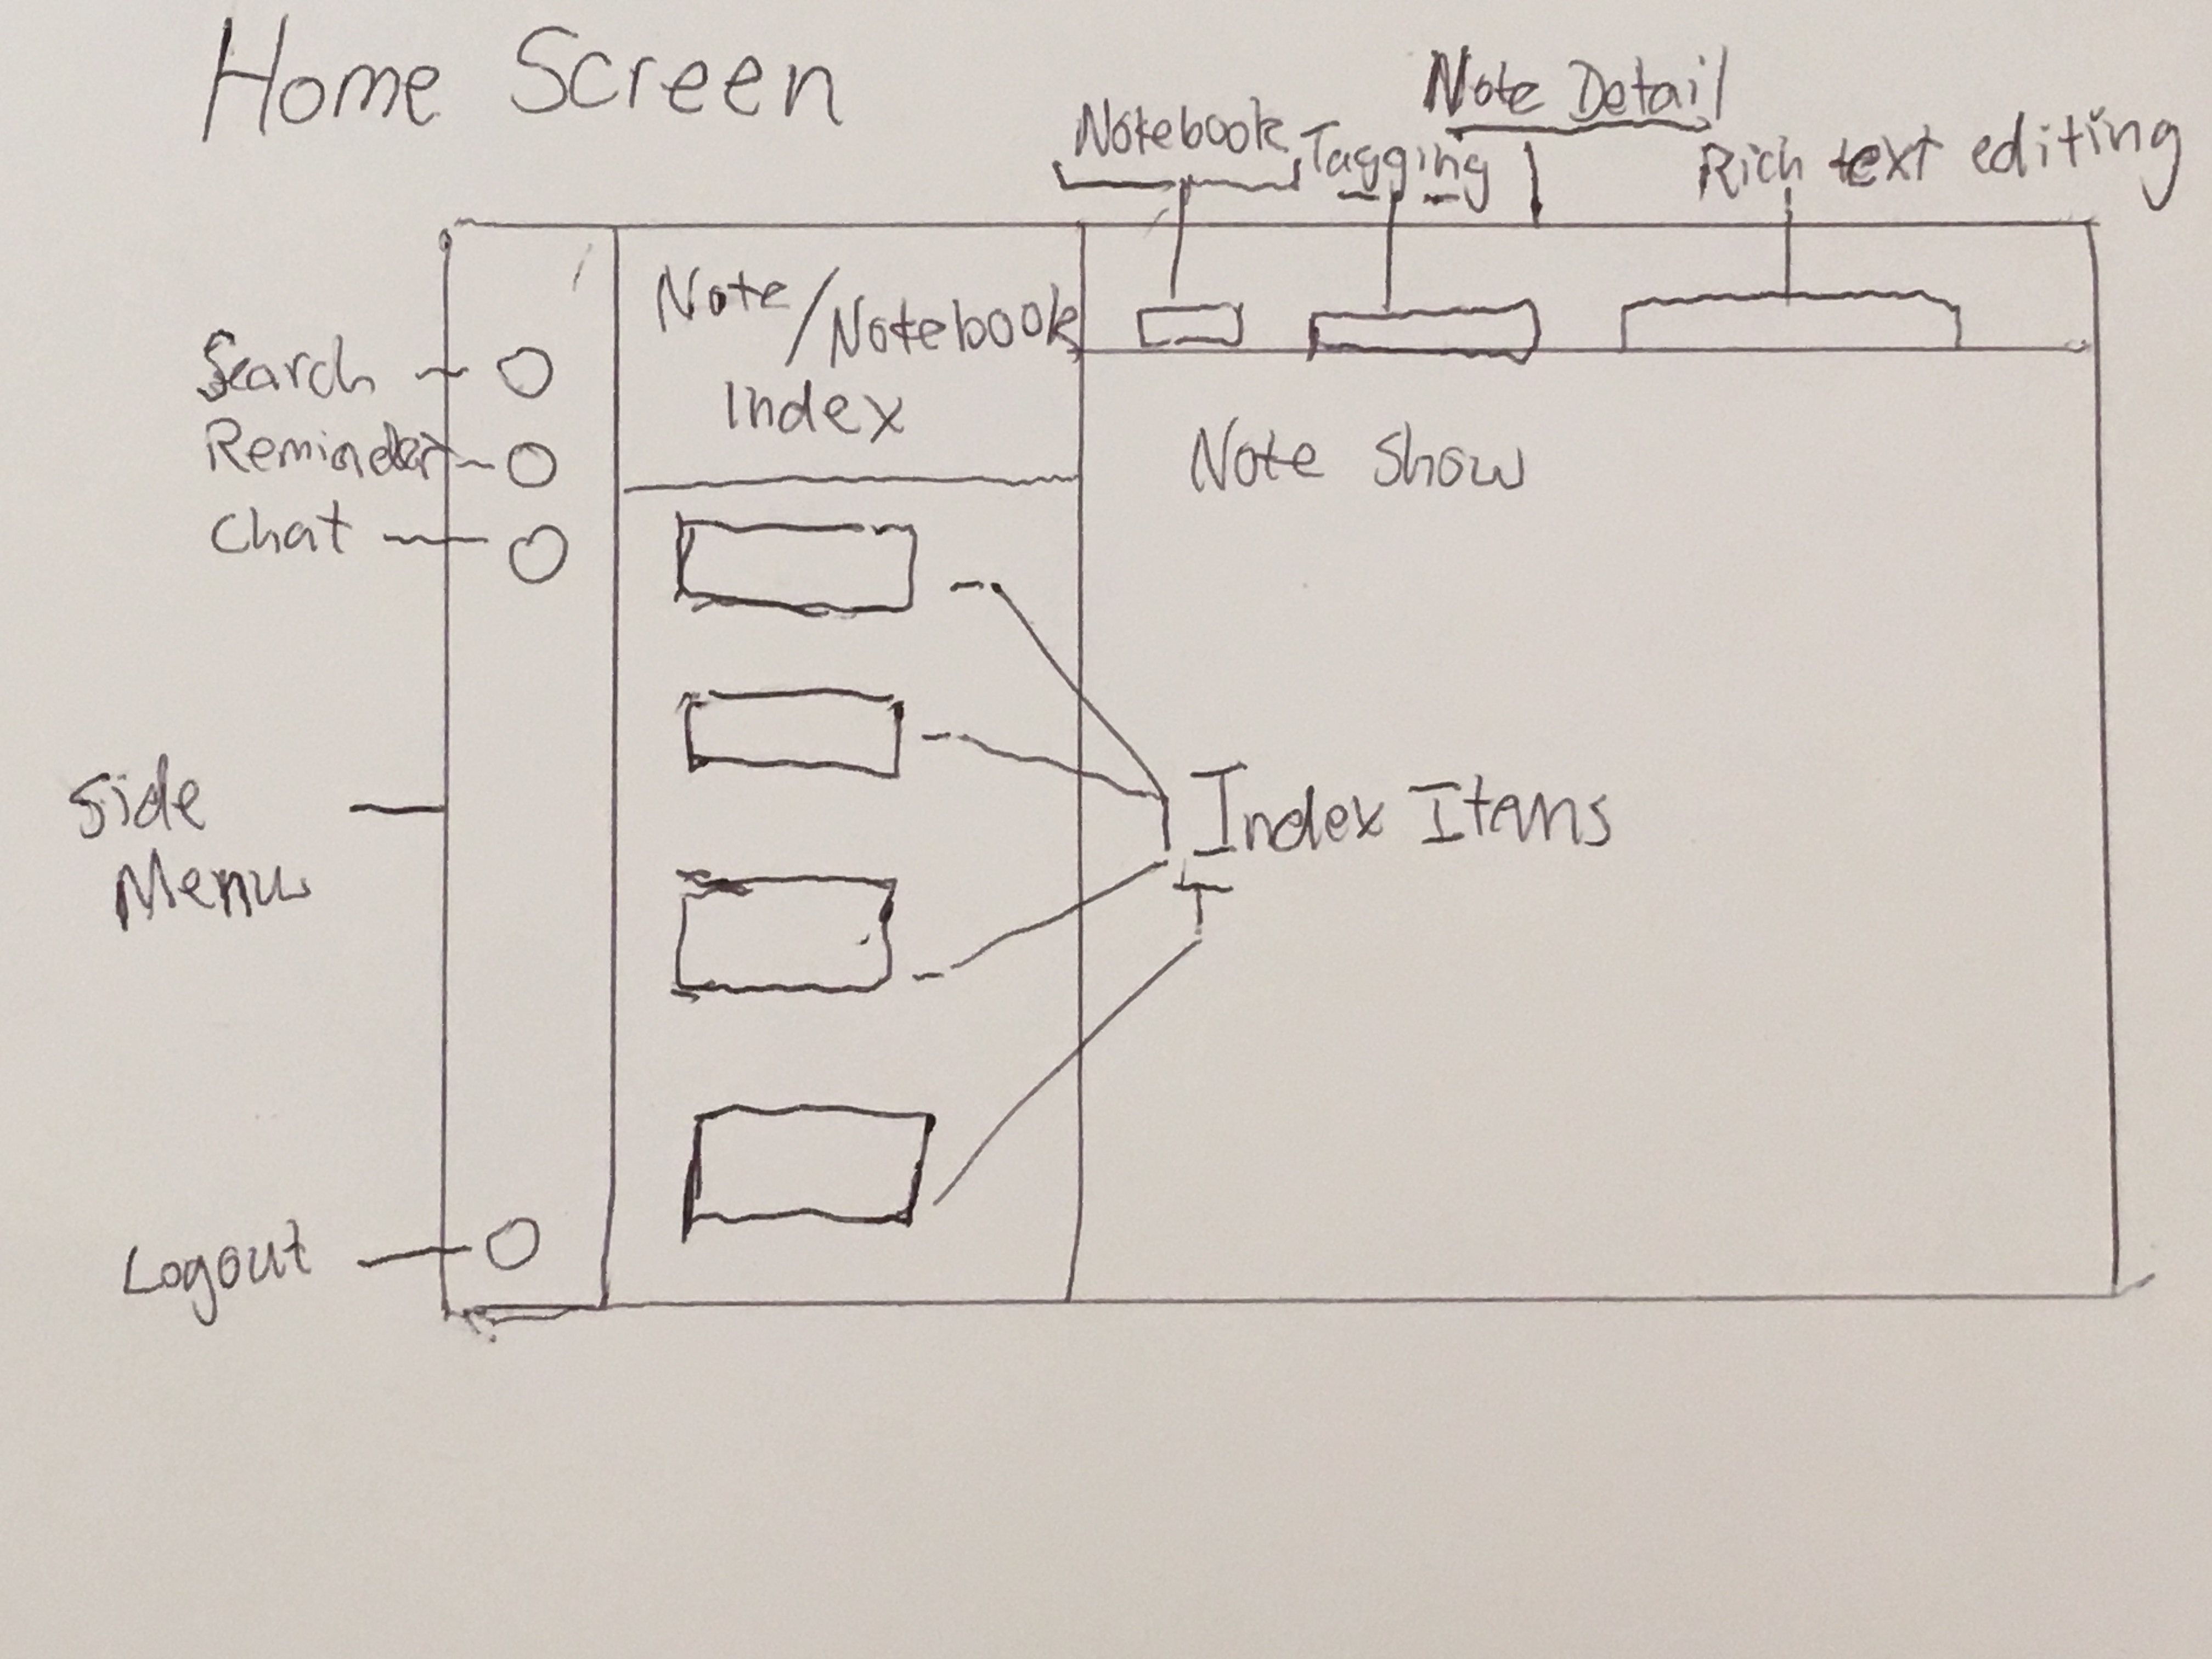 Home Screen
Note Detail
Notebook, Tagging
Rich text editing
Search
Reminder
Chat
Side
Menu
Logout
Note/Notebook
Index
Note Show
Index Items